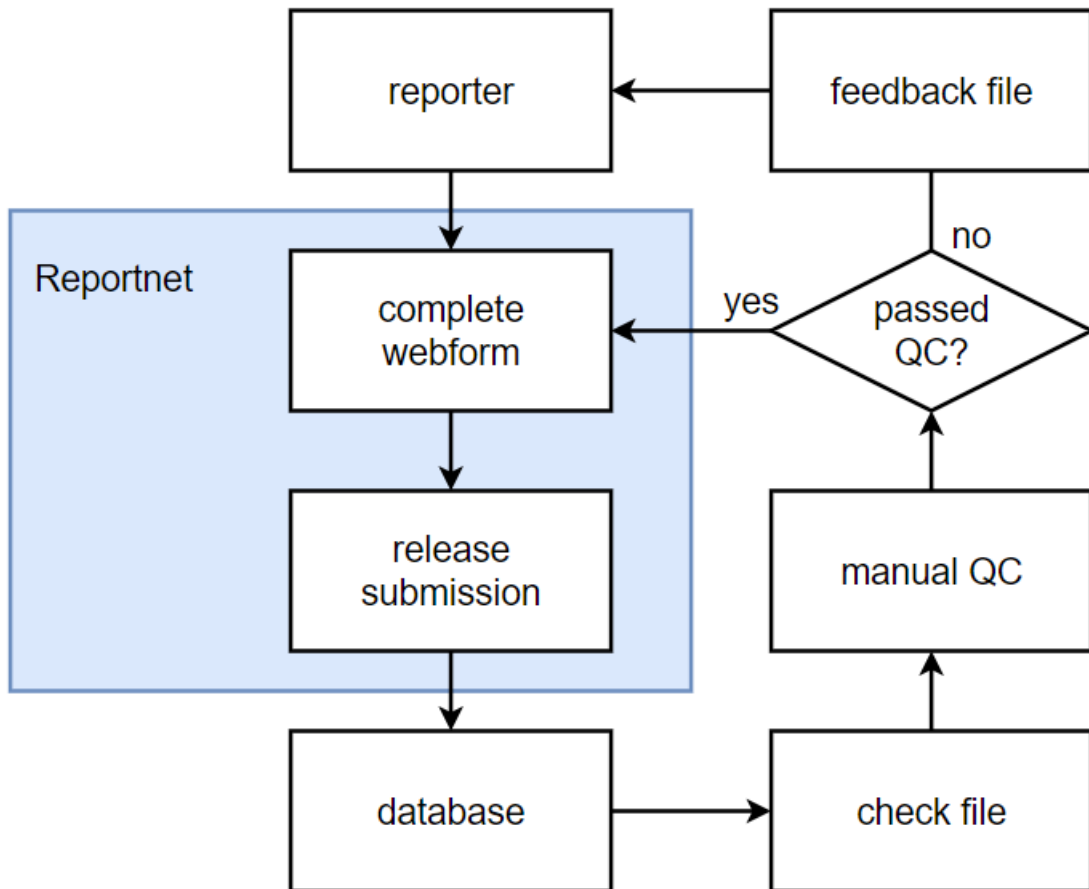 reporter
feedback file
Reportnet
complete
webform
yes
no
passed
QC?
release
submission
manual QC
database
check file